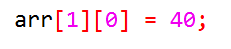 arr[1][0] = 40;